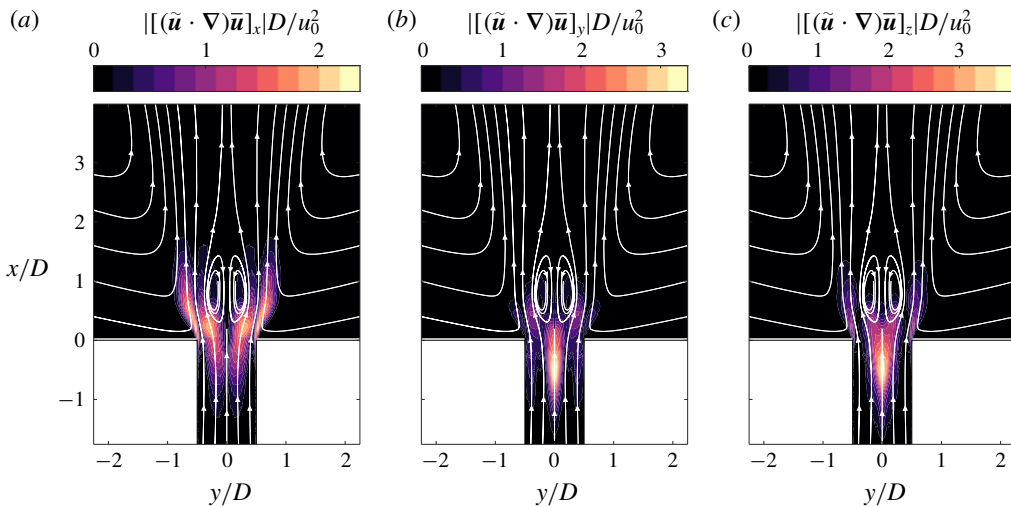 (a) |[(ũ · ∇)ū]ₓ|D/u₀²
0 1 2
x/D
3
2
1
0
−1
−2 −1 0 1 2
y/D
(b) |[(ũ · ∇)ū]_y|D/u₀²
0 1 2 3
−2 −1 0 1 2
y/D
(c) |[(ũ · ∇)ū]_z|D/u₀²
0 1 2 3
−2 −1 0 1 2
y/D